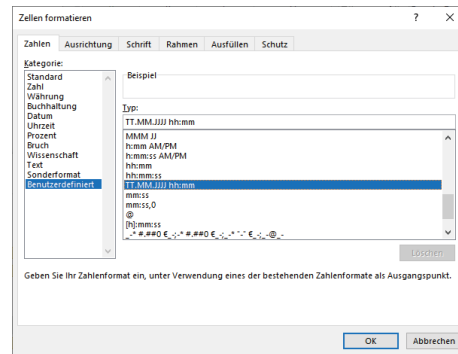 Zellen formatieren ? ×
Zahlen Ausrichtung Schrift Rahmen Ausfüllen Schutz
Kategorie:
Standard
Zahl
Währung
Buchhaltung
Datum
Uhrzeit
Prozent
Bruch
Wissenschaft
Text
Sonderformat
Benutzerdefiniert
Beispiel
Typ:
TT.MM.JJJJ hh:mm
MMM JJ
h:mm AM/PM
h:mm:ss AM/PM
hh:mm
hh:mm:ss
TT.MM.JJJJ hh:mm
mm:ss
mm:ss,0
@
[h]:mm:ss
_-* #.##0 €_-;-* #.##0 €_-;_-* "-" €_-;_-@_-
Löschen
Geben Sie Ihr Zahlenformat ein, unter Verwendung eines der bestehenden Zahlenformate als Ausgangspunkt.
OK Abbrechen